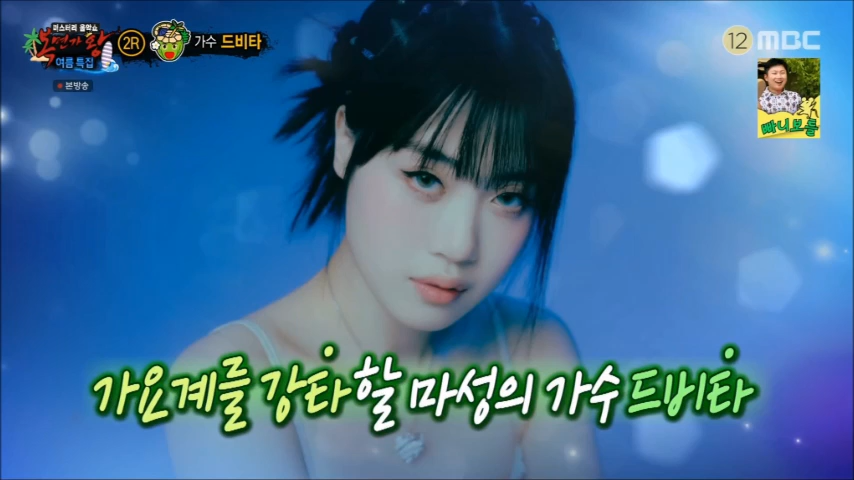 미스터리 음악쇼
복면가왕
여름 특집
본방송
2R
가수 드비타
12 MBC
빠니보틀
가요계를 강타할 마성의 가수 드비타